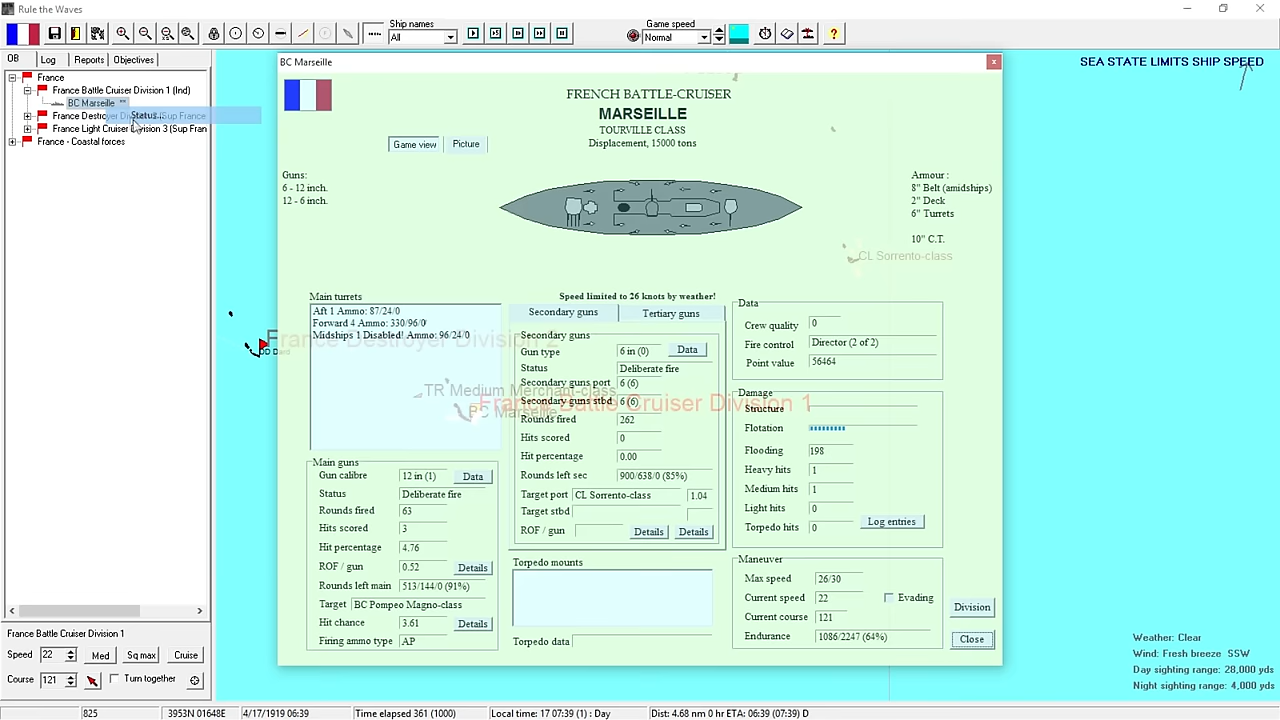 Rule the Waves
Ship names
All
Game speed
Normal
?
OB
Log
Reports
Objectives
SEA STATE LIMITS SHIP SPEED
France
France Battle Cruiser Division 1 (Ind)
BC Marseille **
Status...
France Light Cruiser Division 3 (Sup Fran
France - Coastal forces
BC Marseille
FRENCH BATTLE-CRUISER
MARSEILLE
TOURVILLE CLASS
Displacement, 15000 tons
Game view
Picture
Guns:
6 - 12 inch.
12 - 6 inch.
Armour :
8" Belt (amidships)
2" Deck
6" Turrets
10" C.T.
CL Sorrento-class
Main turrets
Aft 1 Ammo: 87/24/0
Forward 4 Ammo: 330/96/0
Midships 1 Disabled! Ammo: 96/24/0
France Destroyer Division 2
TR Medium Merchant-class
France Battle Cruiser Division 1
BC Marseille
Speed limited to 26 knots by weather!
Secondary guns
Tertiary guns
Secondary guns
Gun type 6 in (0) Data
Status Deliberate fire
Secondary guns port 6 (6)
Secondary guns stbd 6 (6)
Rounds fired 262
Hits scored 0
Hit percentage 0.00
Rounds left sec 900/638/0 (85%)
Target port CL Sorrento-class 1.04
Target stbd
ROF / gun Details Details
Data
Crew quality 0
Fire control Director (2 of 2)
Point value 56464
Damage
Structure
Flotation
Flooding 198
Heavy hits 1
Medium hits 1
Light hits 0
Torpedo hits 0
Log entries
Main guns
Gun calibre 12 in (1) Data
Status Deliberate fire
Rounds fired 63
Hits scored 3
Hit percentage 4.76
ROF / gun 0.52 Details
Rounds left main 513/144/0 (91%)
Target BC Pompeo Magno-class
Hit chance 3.61 Details
Firing ammo type AP
Torpedo mounts
Torpedo data
Maneuver
Max speed 26/30
Current speed 22 Evading
Current course 121
Endurance 1086/2247 (64%)
Division
Close
France Battle Cruiser Division 1
Speed 22 Med Sq max Cruise
Course 121 Turn together
Weather: Clear
Wind: Fresh breeze SSW
Day sighting range: 28,000 yds
Night sighting range: 4,000 yds
825
3953N 01648E
4/17/1919 06:39
Time elapsed 361 (1000)
Local time: 17 07:39 (1) : Day
Dist: 4.68 nm 0 hr ETA: 06:39 (07:39) D